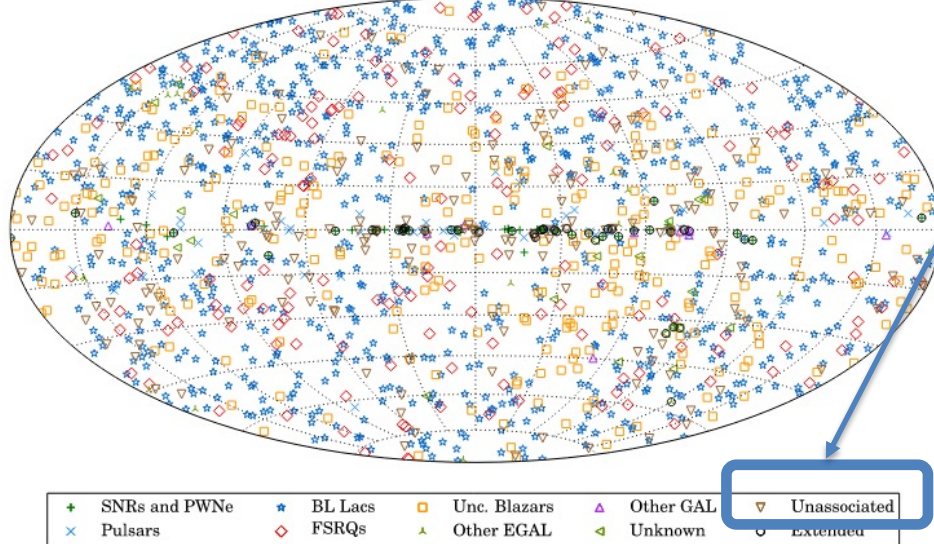 SNRs and PWNe BL Lacs Unc. Blazars Other GAL Unassociated
Pulsars FSRQs Other EGAL Unknown Extended